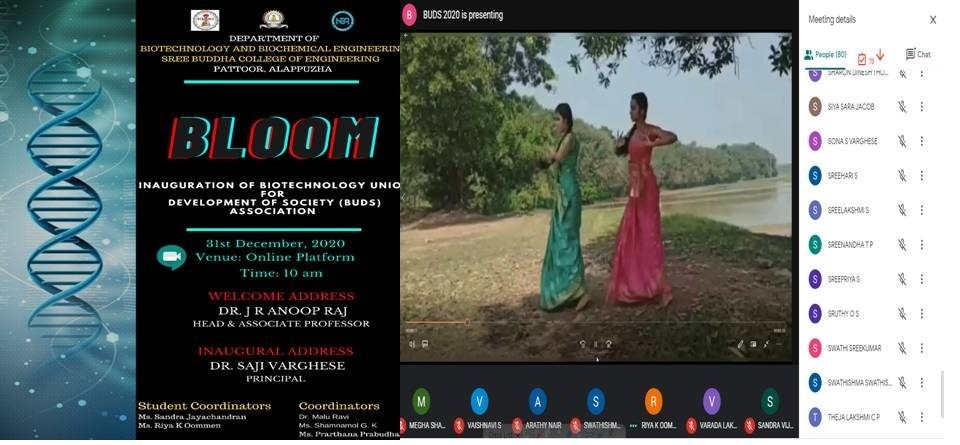 DEPARTMENT OF
BIOTECHNOLOGY AND BIOCHEMICAL ENGINEERIN
SREE BUDDHA COLLEGE OF ENGINEERING
PATTOOR, ALAPPUZHA
BLOOM
INAUGURATION OF BIOTECHNOLOGY UNIO
FOR
DEVELOPMENT OF SOCIETY (BUDS)
ASSOCIATION
31st December, 2020
Venue: Online Platform
Time: 10 am
WELCOME ADDRESS
DR. J R ANOOP RAJ
HEAD & ASSOCIATE PROFESSOR
INAUGURAL ADDRESS
DR. SAJI VARGHESE
PRINCIPAL
Student Coordinators
Ms. Sandra Jayachandran
Ms. Riya K Oommen
Coordinators
Dr. Malu Ravi
Ms. Shamnamol G. K
Ms. Prarthana Prabudha
B BUDS 2020 is presenting
M V A S R V S
MEGHA SHA... VAISHNAVI S ARATHY NAIR SWATHISHM... RIYA K OOM... VARADA LAK... SANDRA VIJ...
Meeting details X
People (80) 78 Chat
S SHARON DINESH THO...
S SIYA SARA JACOB
S SONA S VARGHESE
S SREEHARI S
S SREELAKSHMI S
S SREENANDHA T P
S SREEPRIYA S
S SRUTHY O S
S SWATHI SREEKUMAR
S SWATHISHMA SWATHIS...
T THEJA LAKSHMI C P